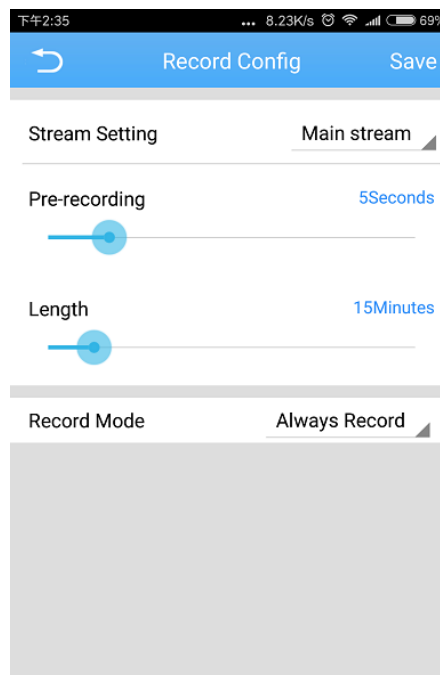 下午2:35 ... 8.23K/s 69%
Record Config Save
Stream Setting Main stream
Pre-recording 5Seconds
Length 15Minutes
Record Mode Always Record